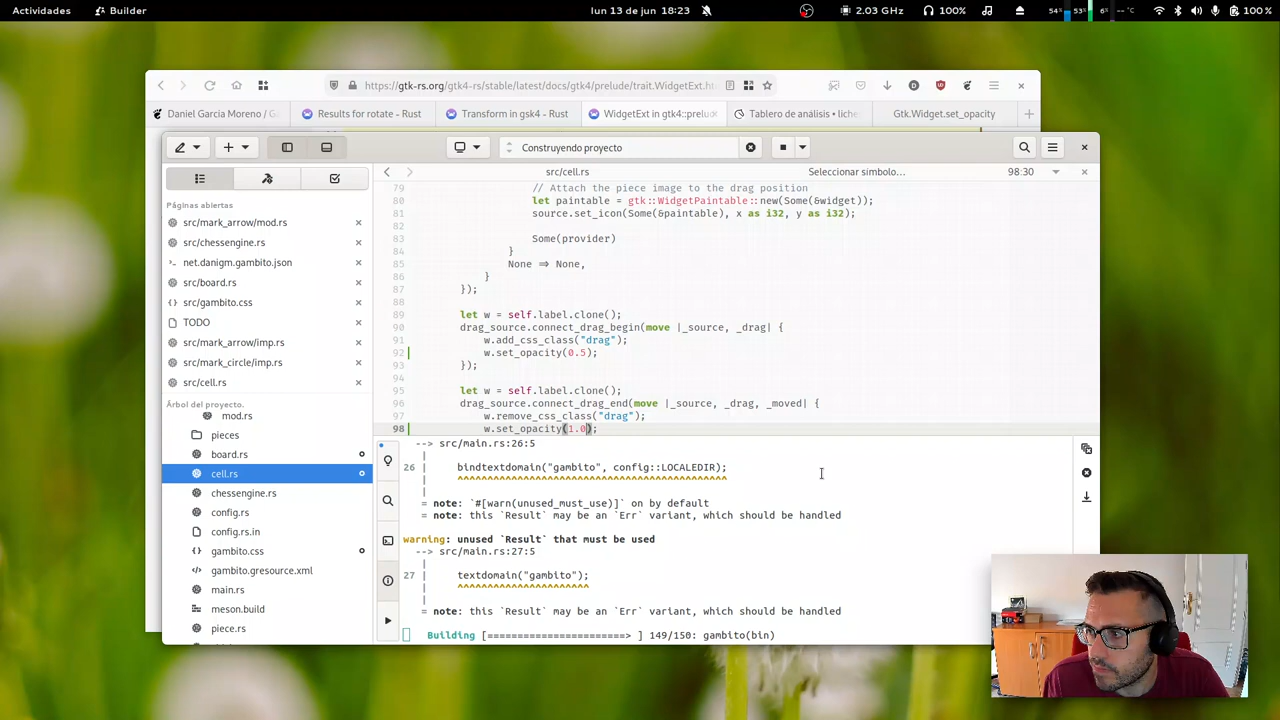 Actividades
Builder
lun 13 de jun 18:23
2.03 GHz
100%
54%
53%
6%
--°C
100 %
https://gtk-rs.org/gtk4-rs/stable/latest/docs/gtk4/prelude/trait.WidgetExt.ht
Daniel García Moreno / G
Results for rotate - Rust
Transform in gsk4 - Rust
WidgetExt in gtk4::prelud
Tablero de análisis • liche
Gtk.Widget.set_opacity
Construyendo proyecto
src/cell.rs
Seleccionar símbolo…
98:30
Páginas abiertas
src/mark_arrow/mod.rs
src/chessengine.rs
net.danigm.gambito.json
src/board.rs
src/gambito.css
TODO
src/mark_arrow/imp.rs
src/mark_circle/imp.rs
src/cell.rs
Árbol del proyecto.
mod.rs
pieces
board.rs
cell.rs
chessengine.rs
config.rs
config.rs.in
gambito.css
gambito.gresource.xml
main.rs
meson.build
piece.rs
79 // Attach the piece image to the drag position
80 let paintable = gtk::WidgetPaintable::new(Some(&widget));
81 source.set_icon(Some(&paintable), x as i32, y as i32);
82
83 Some(provider)
84 }
85 None => None,
86 }
87 });
88
89 let w = self.label.clone();
90 drag_source.connect_drag_begin(move |_source, _drag| {
91 w.add_css_class("drag");
92 w.set_opacity(0.5);
93 });
94
95 let w = self.label.clone();
96 drag_source.connect_drag_end(move |_source, _drag, _moved| {
97 w.remove_css_class("drag");
98 w.set_opacity(1.0);
--> src/main.rs:26:5
|
26 | bindtextdomain("gambito", config::LOCALEDIR);
| ^^^^^^^^^^^^^^^^^^^^^^^^^^^^^^^^^^^^^^^^^^^^^
|
= note: `#[warn(unused_must_use)]` on by default
= note: this `Result` may be an `Err` variant, which should be handled
warning: unused `Result` that must be used
--> src/main.rs:27:5
|
27 | textdomain("gambito");
| ^^^^^^^^^^^^^^^^^^^^^^
|
= note: this `Result` may be an `Err` variant, which should be handled
Building [=======================> ] 149/150: gambito(bin)